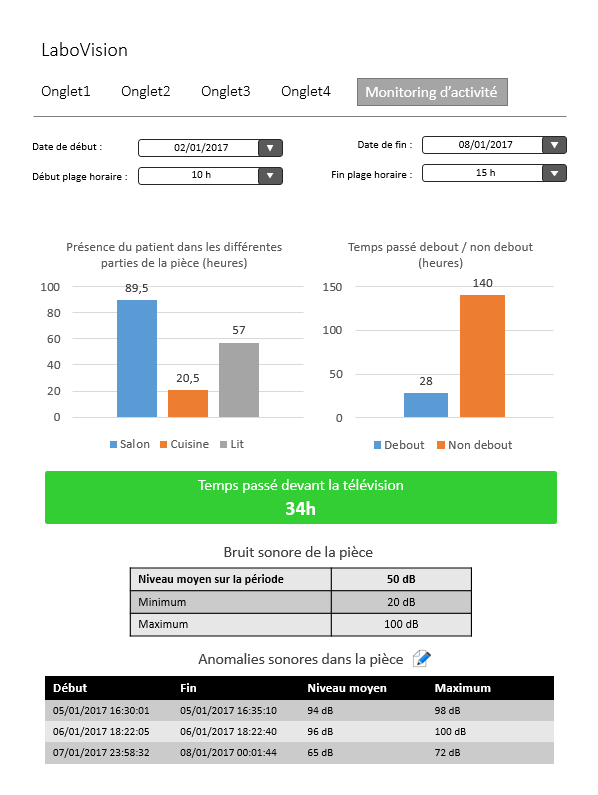 LaboVision
Onglet1 Onglet2 Onglet3 Onglet4 Monitoring d'activité
Date de début : 02/01/2017 Date de fin : 08/01/2017
Début plage horaire : 10 h Fin plage horaire : 15 h
Présence du patient dans les différentes
parties de la pièce (heures)
100
80
60
40
20
0
89,5
20,5
57
Salon Cuisine Lit
Temps passé debout / non debout
(heures)
150
100
50
0
28
140
Debout Non debout
Temps passé devant la télévision
34h
Bruit sonore de la pièce
Niveau moyen sur la période 50 dB
Minimum 20 dB
Maximum 100 dB
Anomalies sonores dans la pièce
Début Fin Niveau moyen Maximum
05/01/2017 16:30:01 05/01/2017 16:35:10 94 dB 98 dB
06/01/2017 18:22:05 06/01/2017 18:22:40 96 dB 100 dB
07/01/2017 23:58:32 08/01/2017 00:01:44 65 dB 72 dB